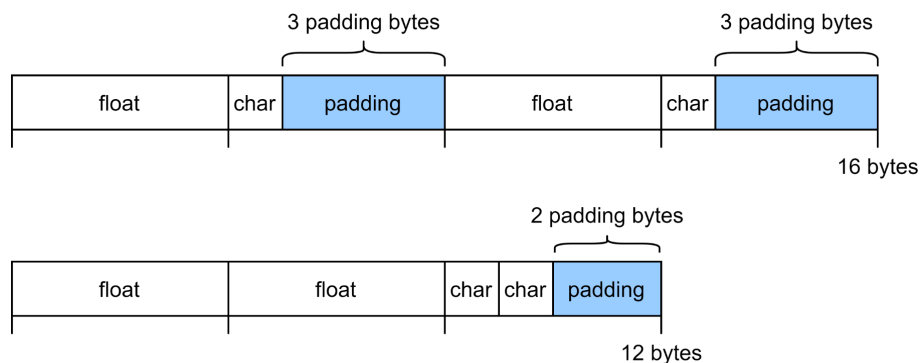 3 padding bytes 3 padding bytes
float char padding float char padding
16 bytes
2 padding bytes
float float char char padding
12 bytes